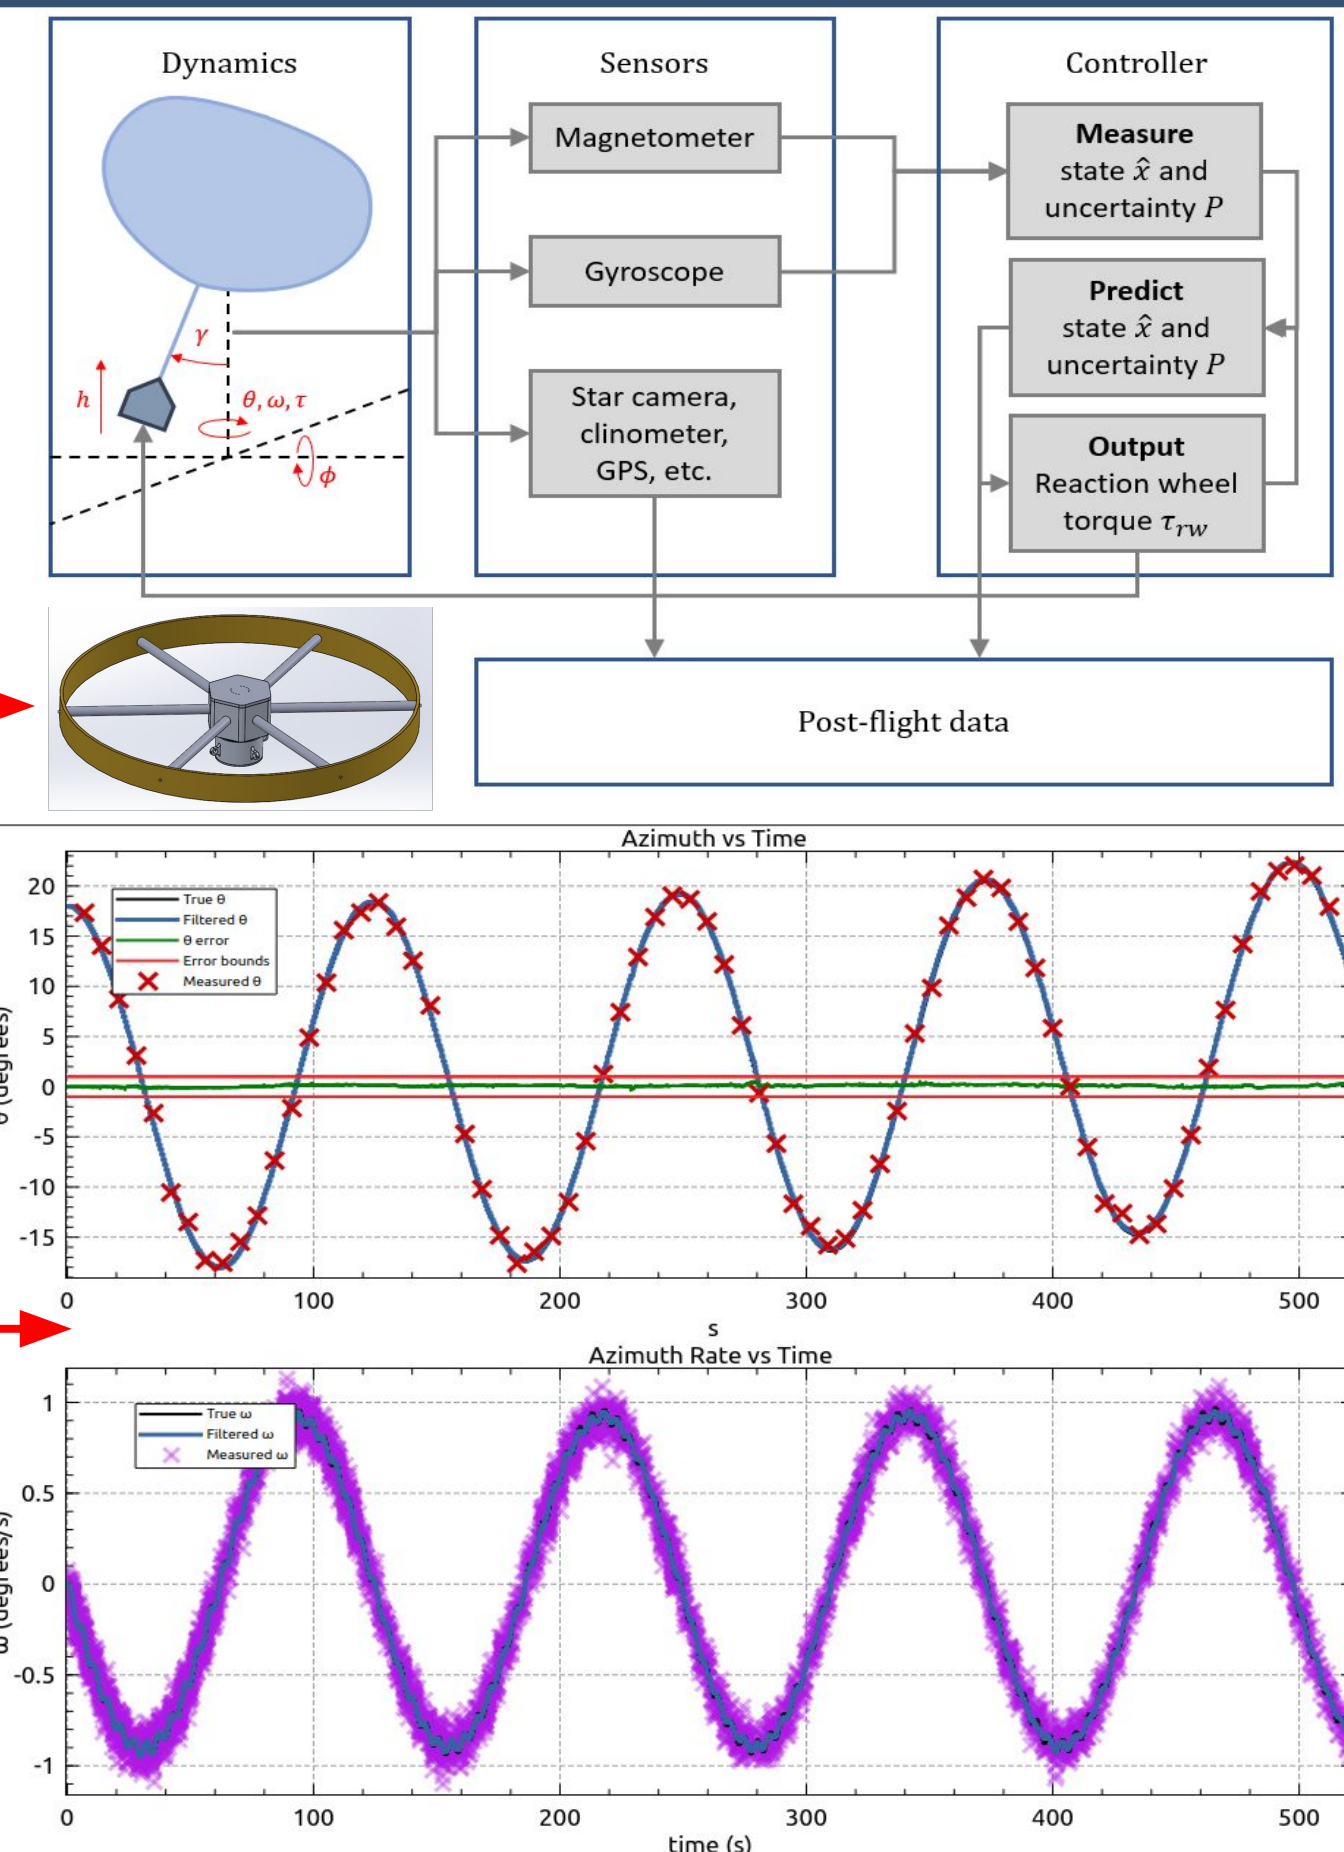 Dynamics
γ
h
θ, ω, τ
ϕ
Sensors
Magnetometer
Gyroscope
Star camera,
clinometer,
GPS, etc.
Controller
Measure
state x̂ and
uncertainty P
Predict
state x̂ and
uncertainty P
Output
Reaction wheel
torque τ_rw
Post-flight data
Azimuth vs Time
True θ
Filtered θ
θ error
Error bounds
Measured θ
20
15
10
5
0
-5
-10
-15
θ (degrees)
0 100 200 300 400 500
s
Azimuth Rate vs Time
True ω
Filtered ω
Measured ω
1
0.5
0
-0.5
-1
ω (degrees/s)
0 100 200 300 400 500
time (s)